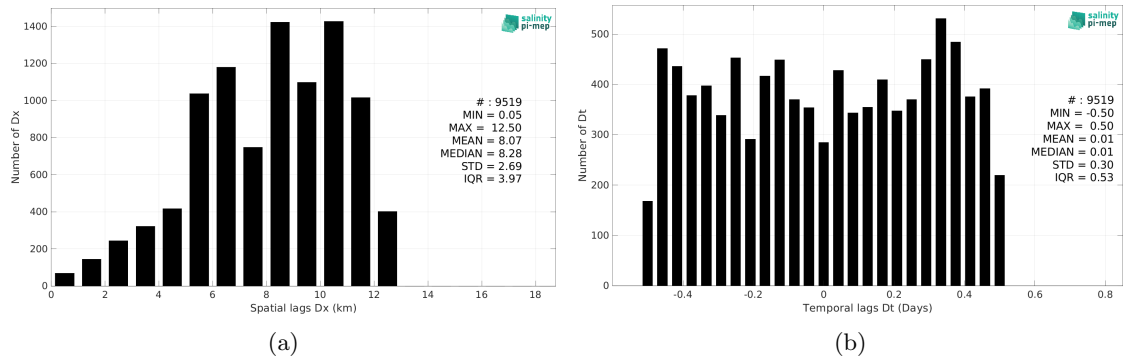 1400
1200
1000
800
600
400
200
0
Number of Dx
salinity
pi-mep
# : 9519
MIN = 0.05
MAX = 12.50
MEAN = 8.07
MEDIAN = 8.28
STD = 2.69
IQR = 3.97
0 2 4 6 8 10 12 14 16 18
Spatial lags Dx (km)
(a)
500
400
300
200
100
0
Number of Dt
salinity
pi-mep
# : 9519
MIN = -0.50
MAX = 0.50
MEAN = 0.01
MEDIAN = 0.01
STD = 0.30
IQR = 0.53
-0.4 -0.2 0 0.2 0.4 0.6 0.8
Temporal lags Dt (Days)
(b)